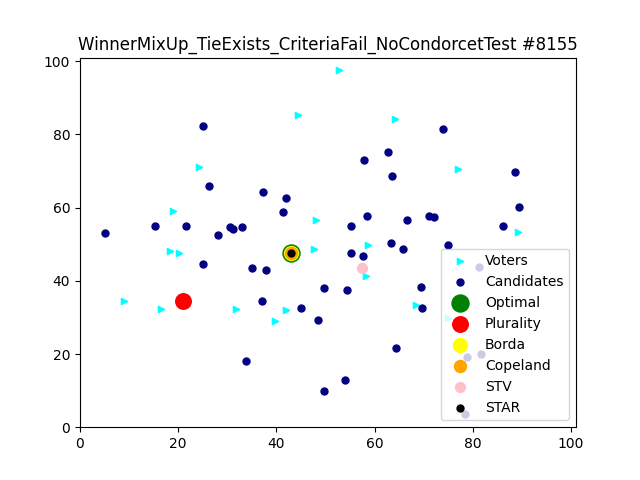 WinnerMixUp_TieExists_CriteriaFail_NoCondorcetTest #8155
100
80
60
40
20
0
0 20 40 60 80 100
Voters
Candidates
Optimal
Plurality
Borda
Copeland
STV
STAR